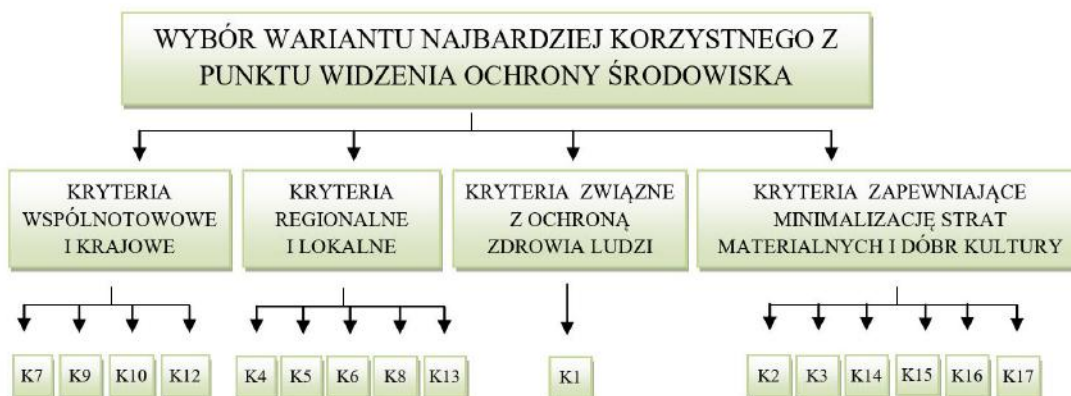 WYBÓR WARIANTU NAJBARDZIEJ KORZYSTNEGO Z
PUNKTU WIDZENIA OCHRONY ŚRODOWISKA
KRYTERIA
WSPÓLNOTOWOWE
I KRAJOWE
KRYTERIA
REGIONALNE
I LOKALNE
KRYTERIA ZWIĄZNE
Z OCHRONĄ
ZDROWIA LUDZI
KRYTERIA ZAPEWNIAJĄCE
MINIMALIZACJĘ STRAT
MATERIALNYCH I DÓBR KULTURY
K7 K9 K10 K12 K4 K5 K6 K8 K13 K1 K2 K3 K14 K15 K16 K17